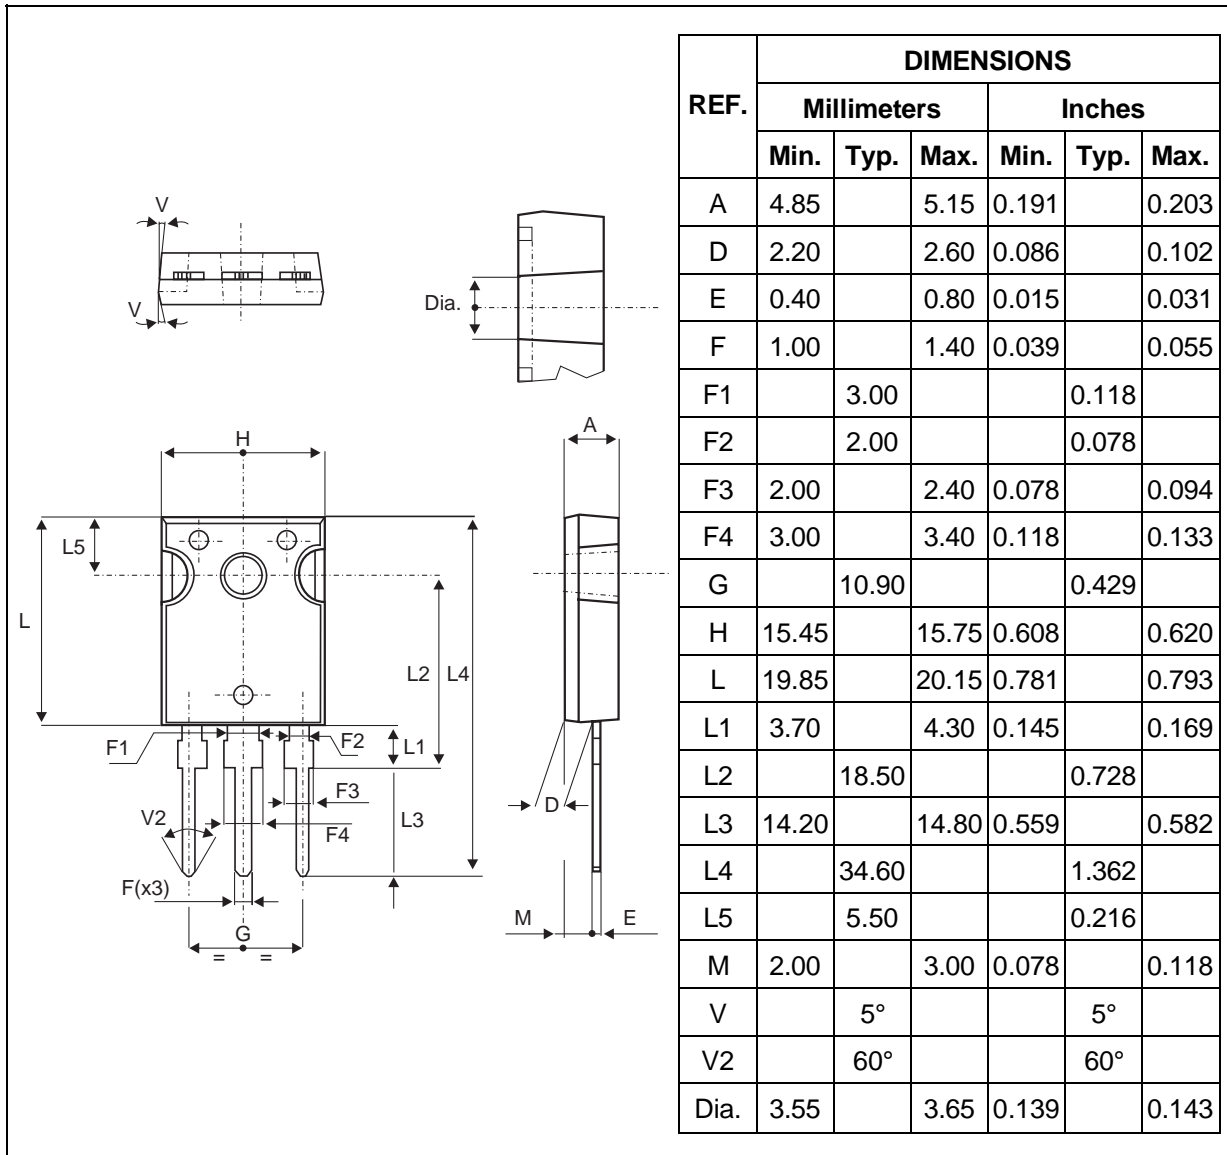 V
V
Dia.
H
A
L5
L
L2
L4
F1
F2
L1
F3
D
V2
F4
L3
F(x3)
M
E
G
= =
REF. DIMENSIONS
Millimeters Inches
Min. Typ. Max. Min. Typ. Max.
A 4.85 5.15 0.191 0.203
D 2.20 2.60 0.086 0.102
E 0.40 0.80 0.015 0.031
F 1.00 1.40 0.039 0.055
F1 3.00 0.118
F2 2.00 0.078
F3 2.00 2.40 0.078 0.094
F4 3.00 3.40 0.118 0.133
G 10.90 0.429
H 15.45 15.75 0.608 0.620
L 19.85 20.15 0.781 0.793
L1 3.70 4.30 0.145 0.169
L2 18.50 0.728
L3 14.20 14.80 0.559 0.582
L4 34.60 1.362
L5 5.50 0.216
M 2.00 3.00 0.078 0.118
V 5° 5°
V2 60° 60°
Dia. 3.55 3.65 0.139 0.143